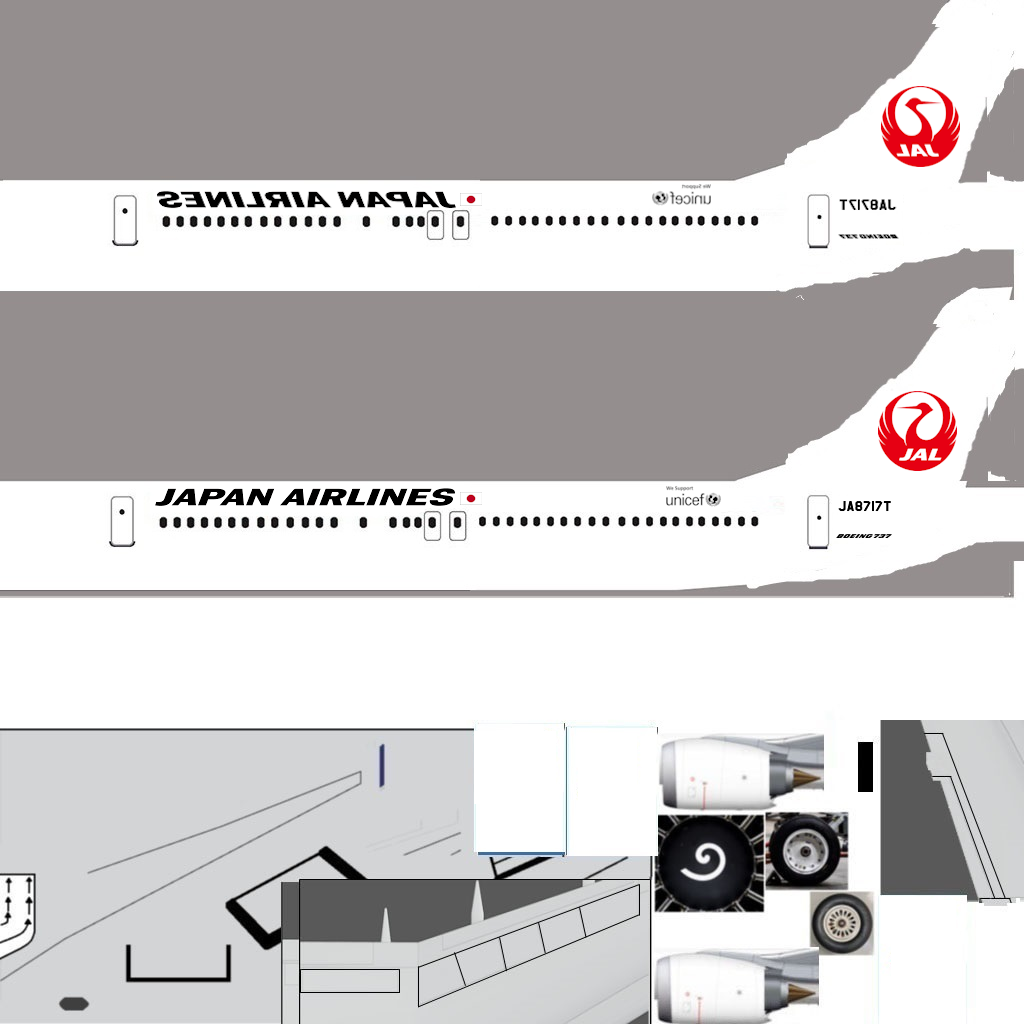 JAL
JAPAN AIRLINES
We Support
unicef
JA8717T
BOEING 737
JAL
JAPAN AIRLINES
We Support
unicef
JA8717T
BOEING 737